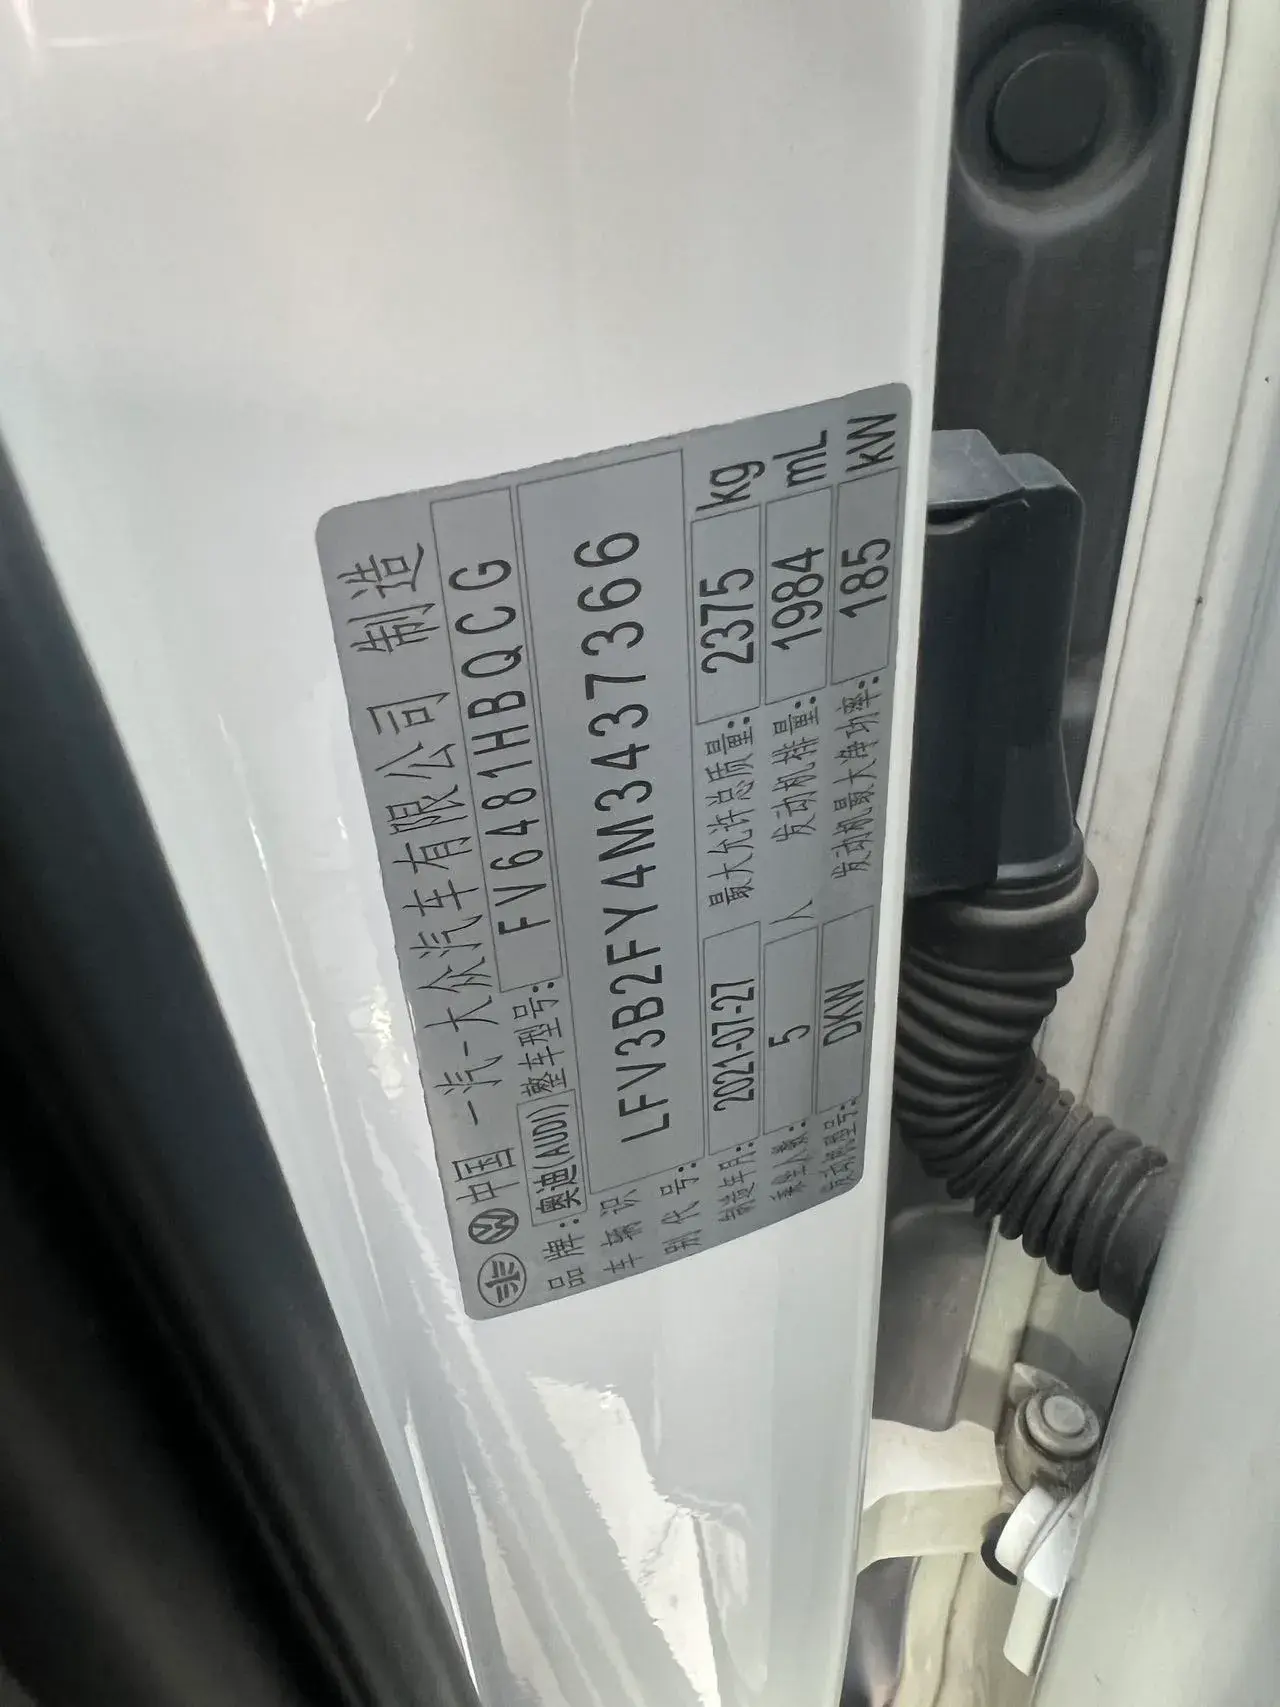 中国 一汽-大众汽车有限公司 制造
品牌: 奥迪(AUDI) 整车型号: FV6481HBQCG
车辆识别代号: LFV3B2FY4M3437366
制造年月: 2021-07-27 最大允许总质量: 2375 kg
乘坐人数: 5 人 发动机排量: 1984 mL
发动机型号: DKW 发动机最大净功率: 185 kW